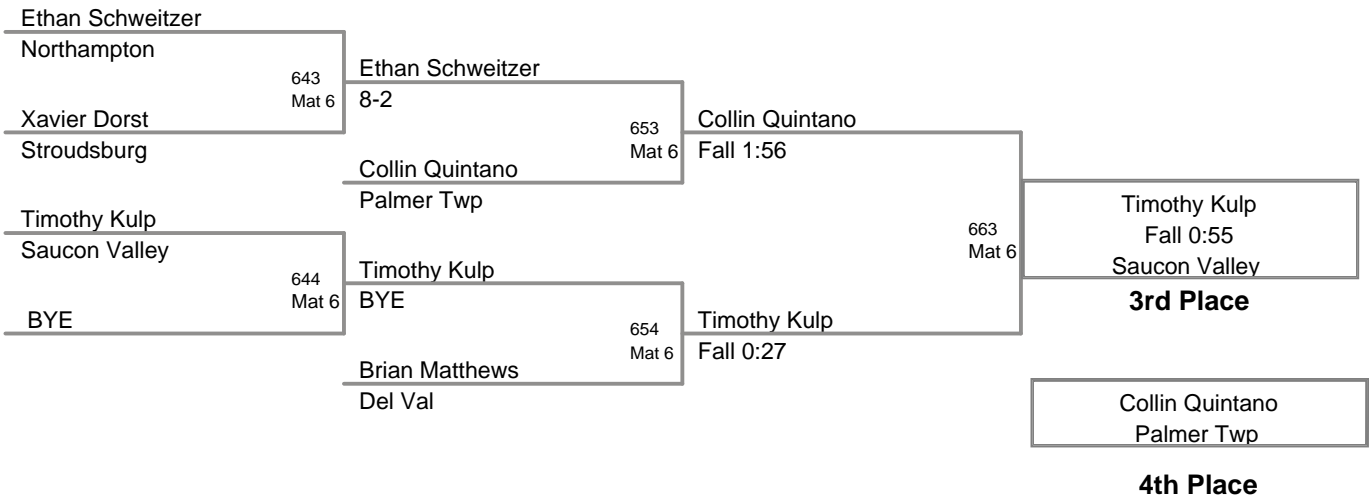 Ethan Schweitzer
Northampton
643
Mat 6
Xavier Dorst
Stroudsburg
Timothy Kulp
Saucon Valley
644
Mat 6
BYE
Ethan Schweitzer
8-2
653
Mat 6
Collin Quintano
Palmer Twp
Timothy Kulp
BYE
654
Mat 6
Brian Matthews
Del Val
Collin Quintano
Fall 1:56
663
Mat 6
Timothy Kulp
Fall 0:27
Timothy Kulp
Fall 0:55
Saucon Valley
3rd Place
Collin Quintano
Palmer Twp
4th Place